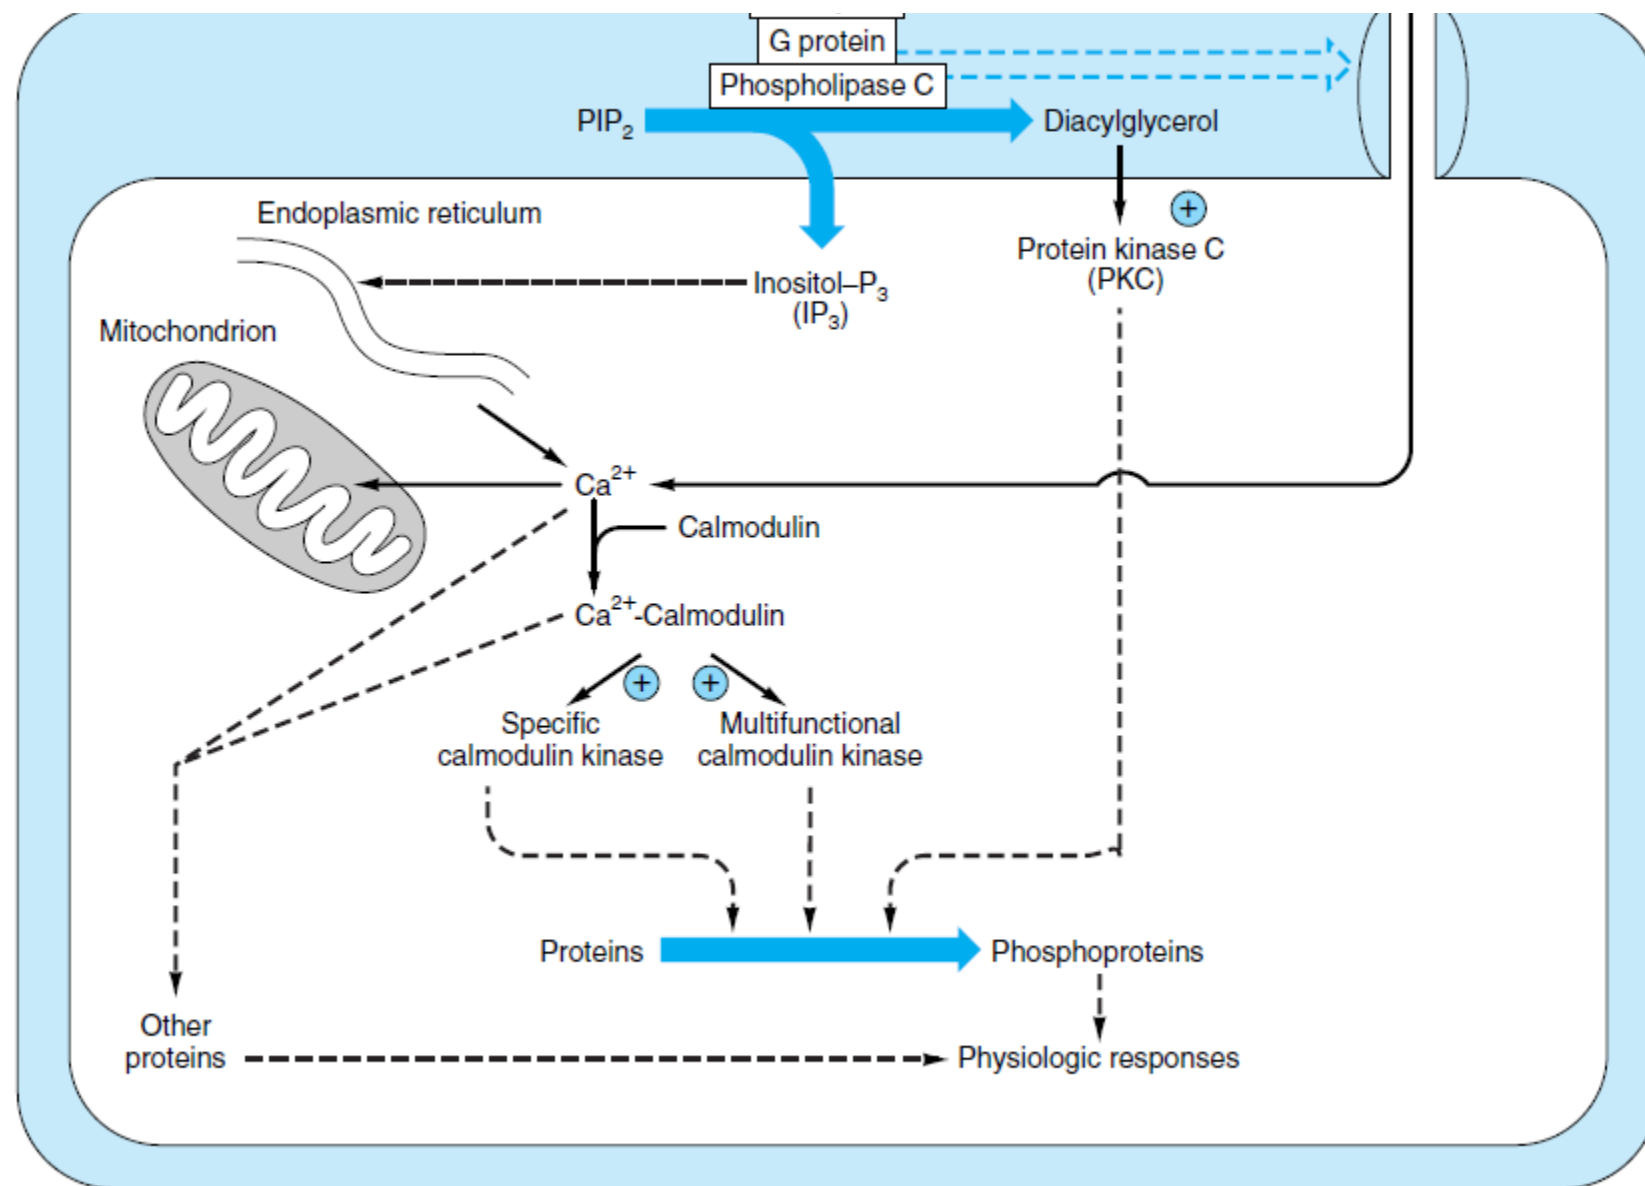 G protein
Phospholipase C
PIP₂
Diacylglycerol
+
Endoplasmic reticulum
Protein kinase C
(PKC)
Inositol–P₃
(IP₃)
Mitochondrion
Ca²⁺
Calmodulin
Ca²⁺-Calmodulin
+ +
Specific
calmodulin kinase
Multifunctional
calmodulin kinase
Proteins
Phosphoproteins
Other
proteins
Physiologic responses